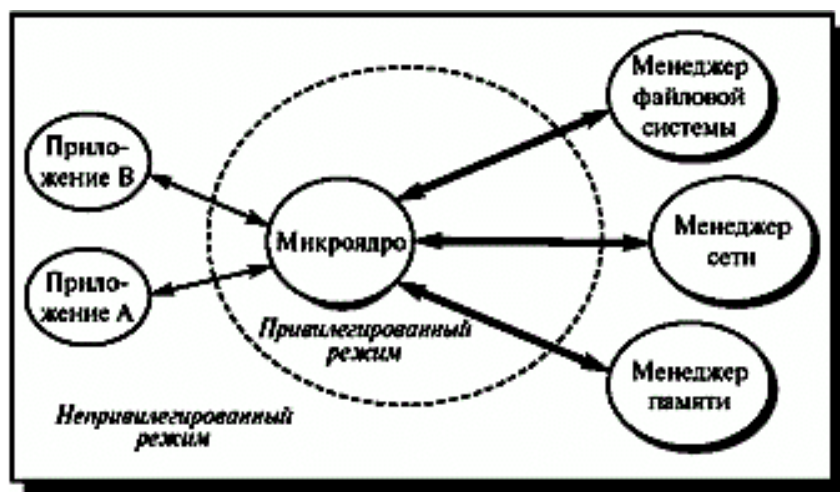 Менеджер
файловой
системы
Прило-
жение В
Микроядро
Менеджер
сети
Прило-
жение А
Привилегированный
режим
Менеджер
памяти
Непривилегированный
режим